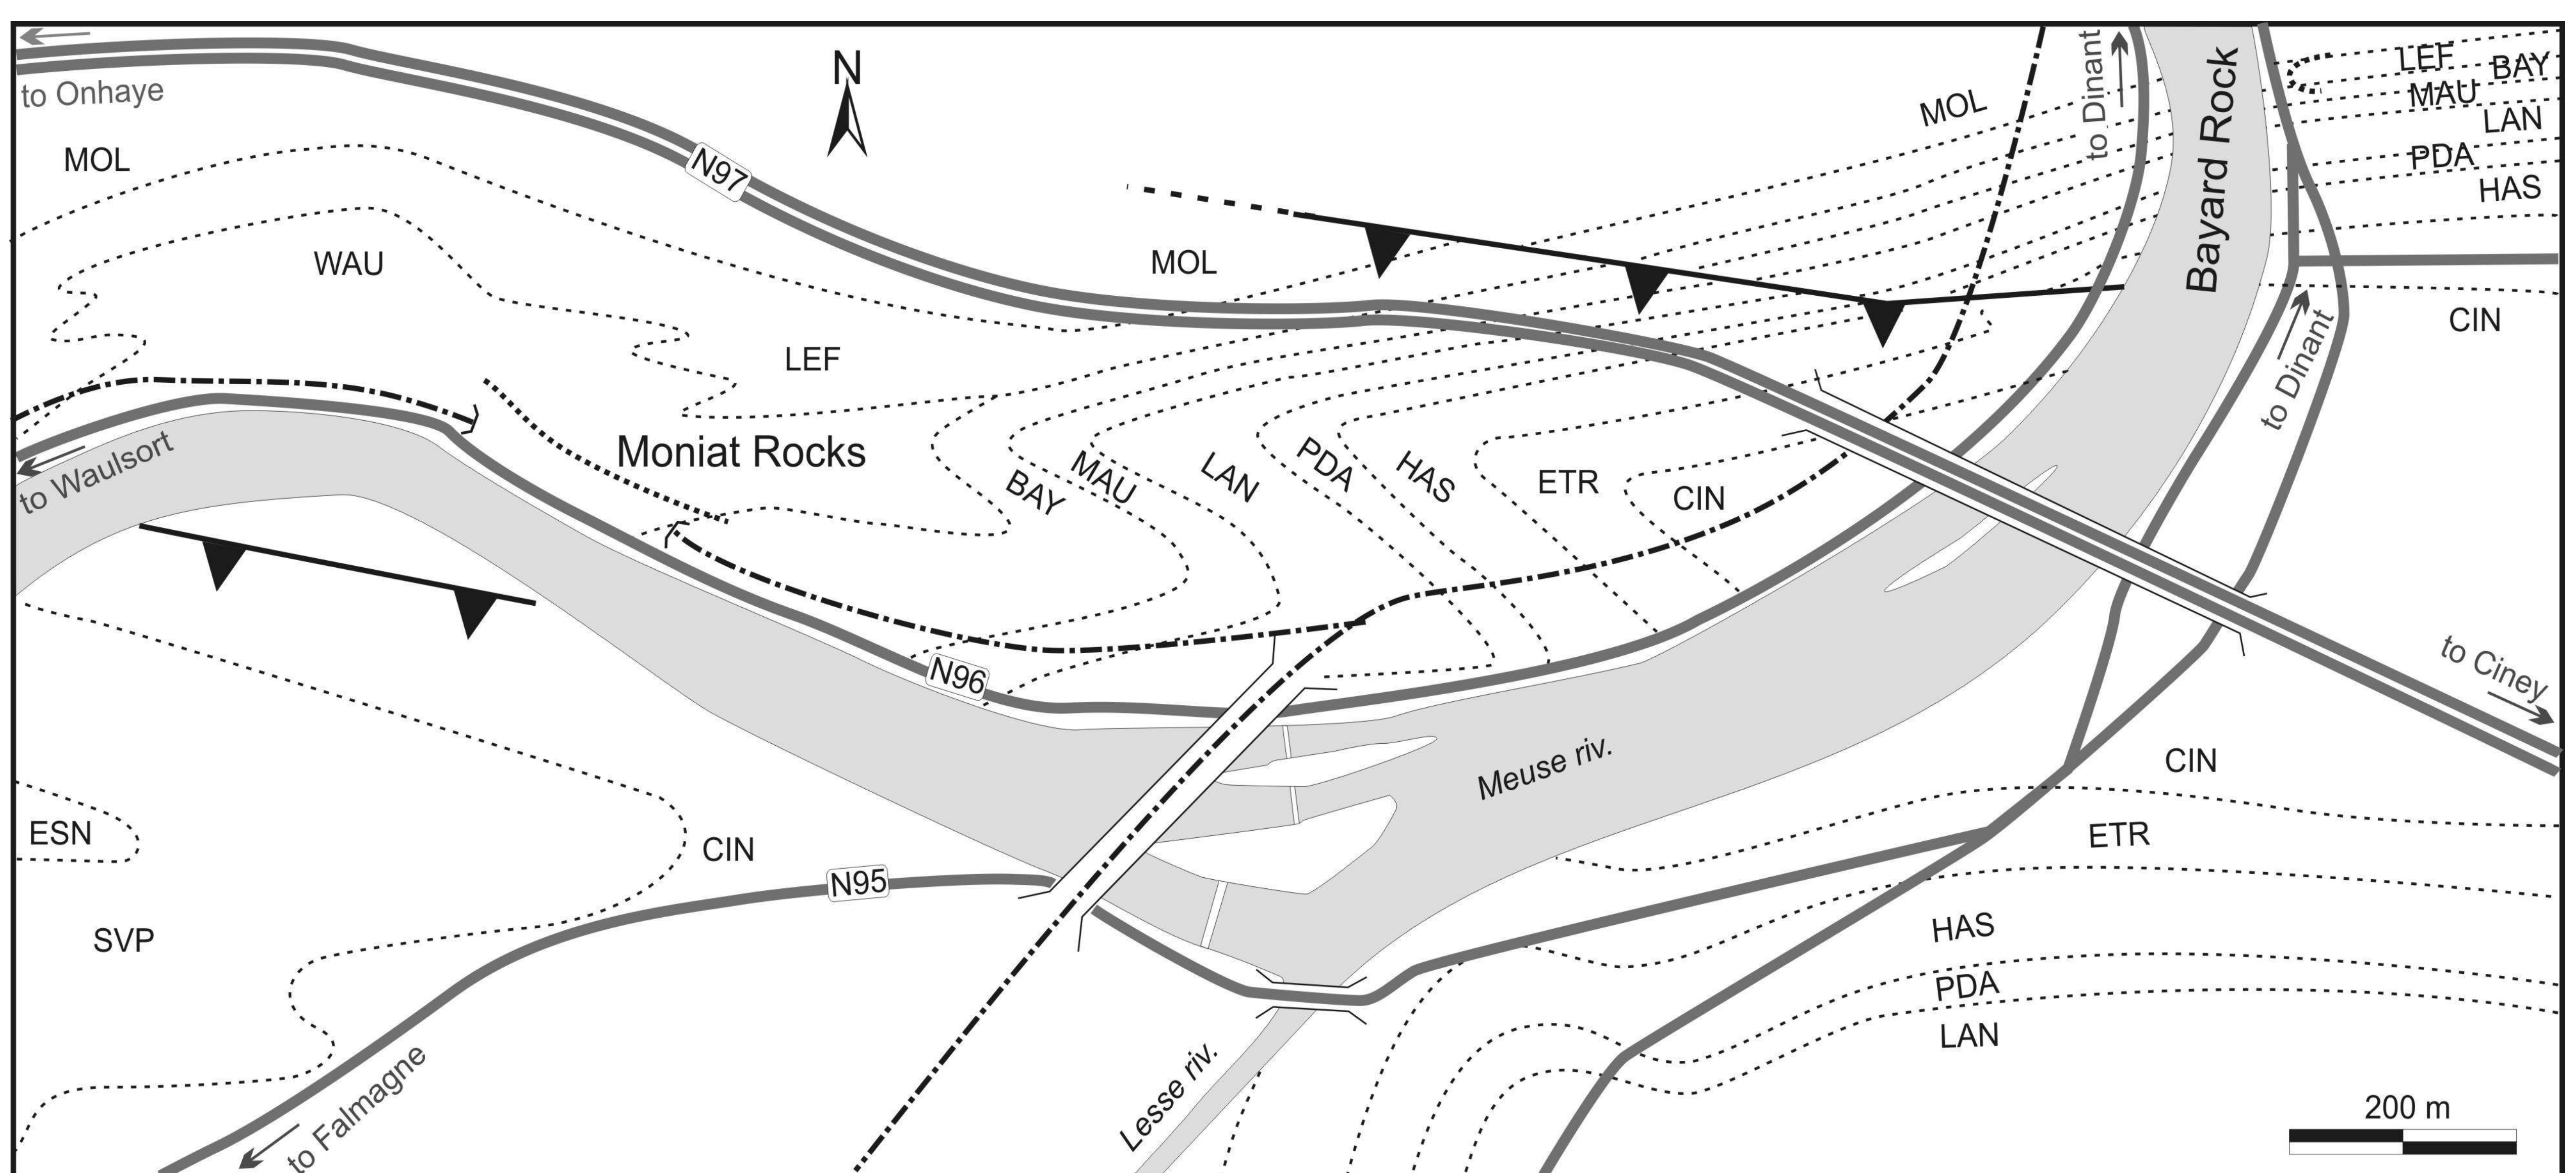 to Onhaye
MOL
N97
N
MOL
to Dinant
Bayard Rock
LEF
BAY
MAU
LAN
PDA
HAS
WAU
MOL
LEF
CIN
to Dinant
Moniat Rocks
to Waulsort
BAY
MAU
LAN
PDA
HAS
ETR
CIN
N96
Meuse riv.
to Ciney
CIN
ESN
CIN
N95
ETR
SVP
HAS
PDA
LAN
to Falmagne
Lesse riv.
200 m